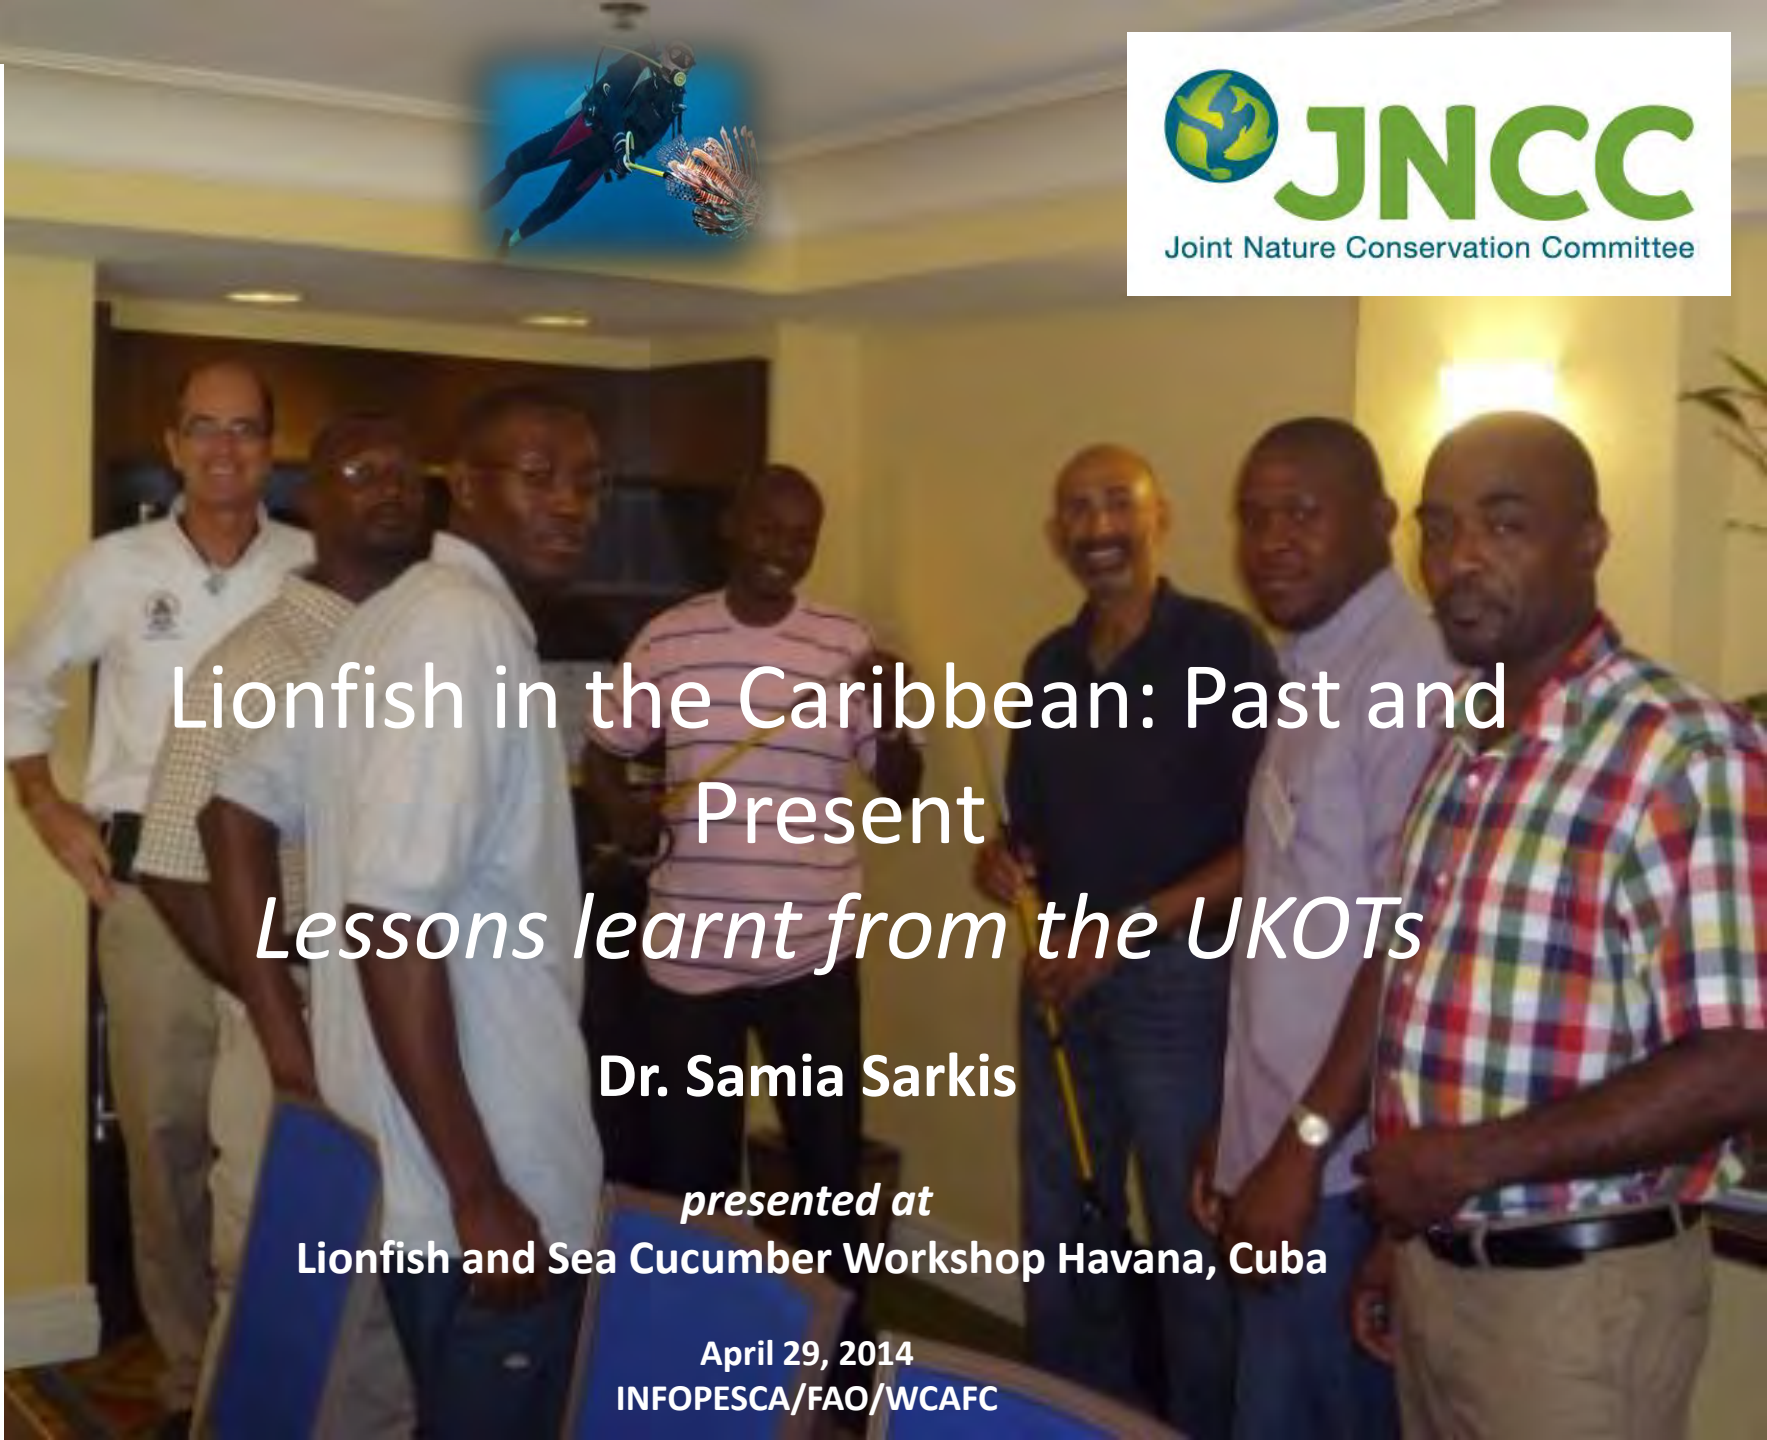 JNCC
Joint Nature Conservation Committee
Lionfish in the Caribbean: Past and
Present
Lessons learnt from the UKOTs
Dr. Samia Sarkis
presented at
Lionfish and Sea Cucumber Workshop Havana, Cuba
April 29, 2014
INFOPESCA/FAO/WCAFC